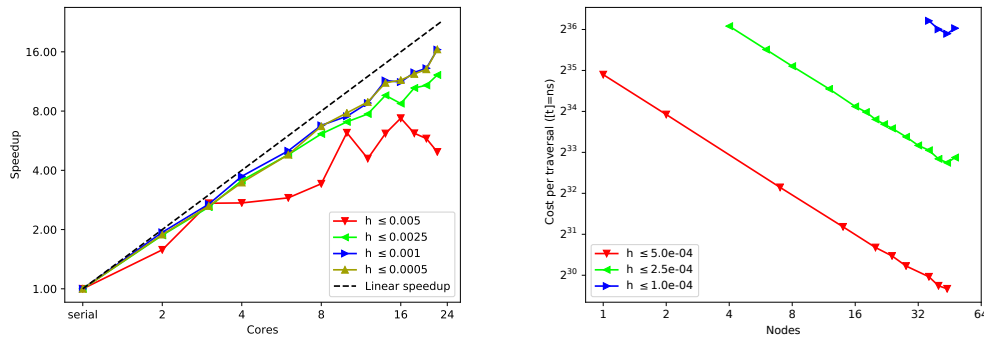 16.00
8.00
4.00
2.00
1.00
Speedup
serial
2
4
8
16
24
Cores
h ≤0.005
h ≤0.0025
h ≤0.001
h ≤0.0005
Linear speedup
2^36
2^35
2^34
2^33
2^32
2^31
2^30
Cost per traversal ([t]=ns)
1
2
4
8
16
32
64
Nodes
h ≤5.0e-04
h ≤2.5e-04
h ≤1.0e-04